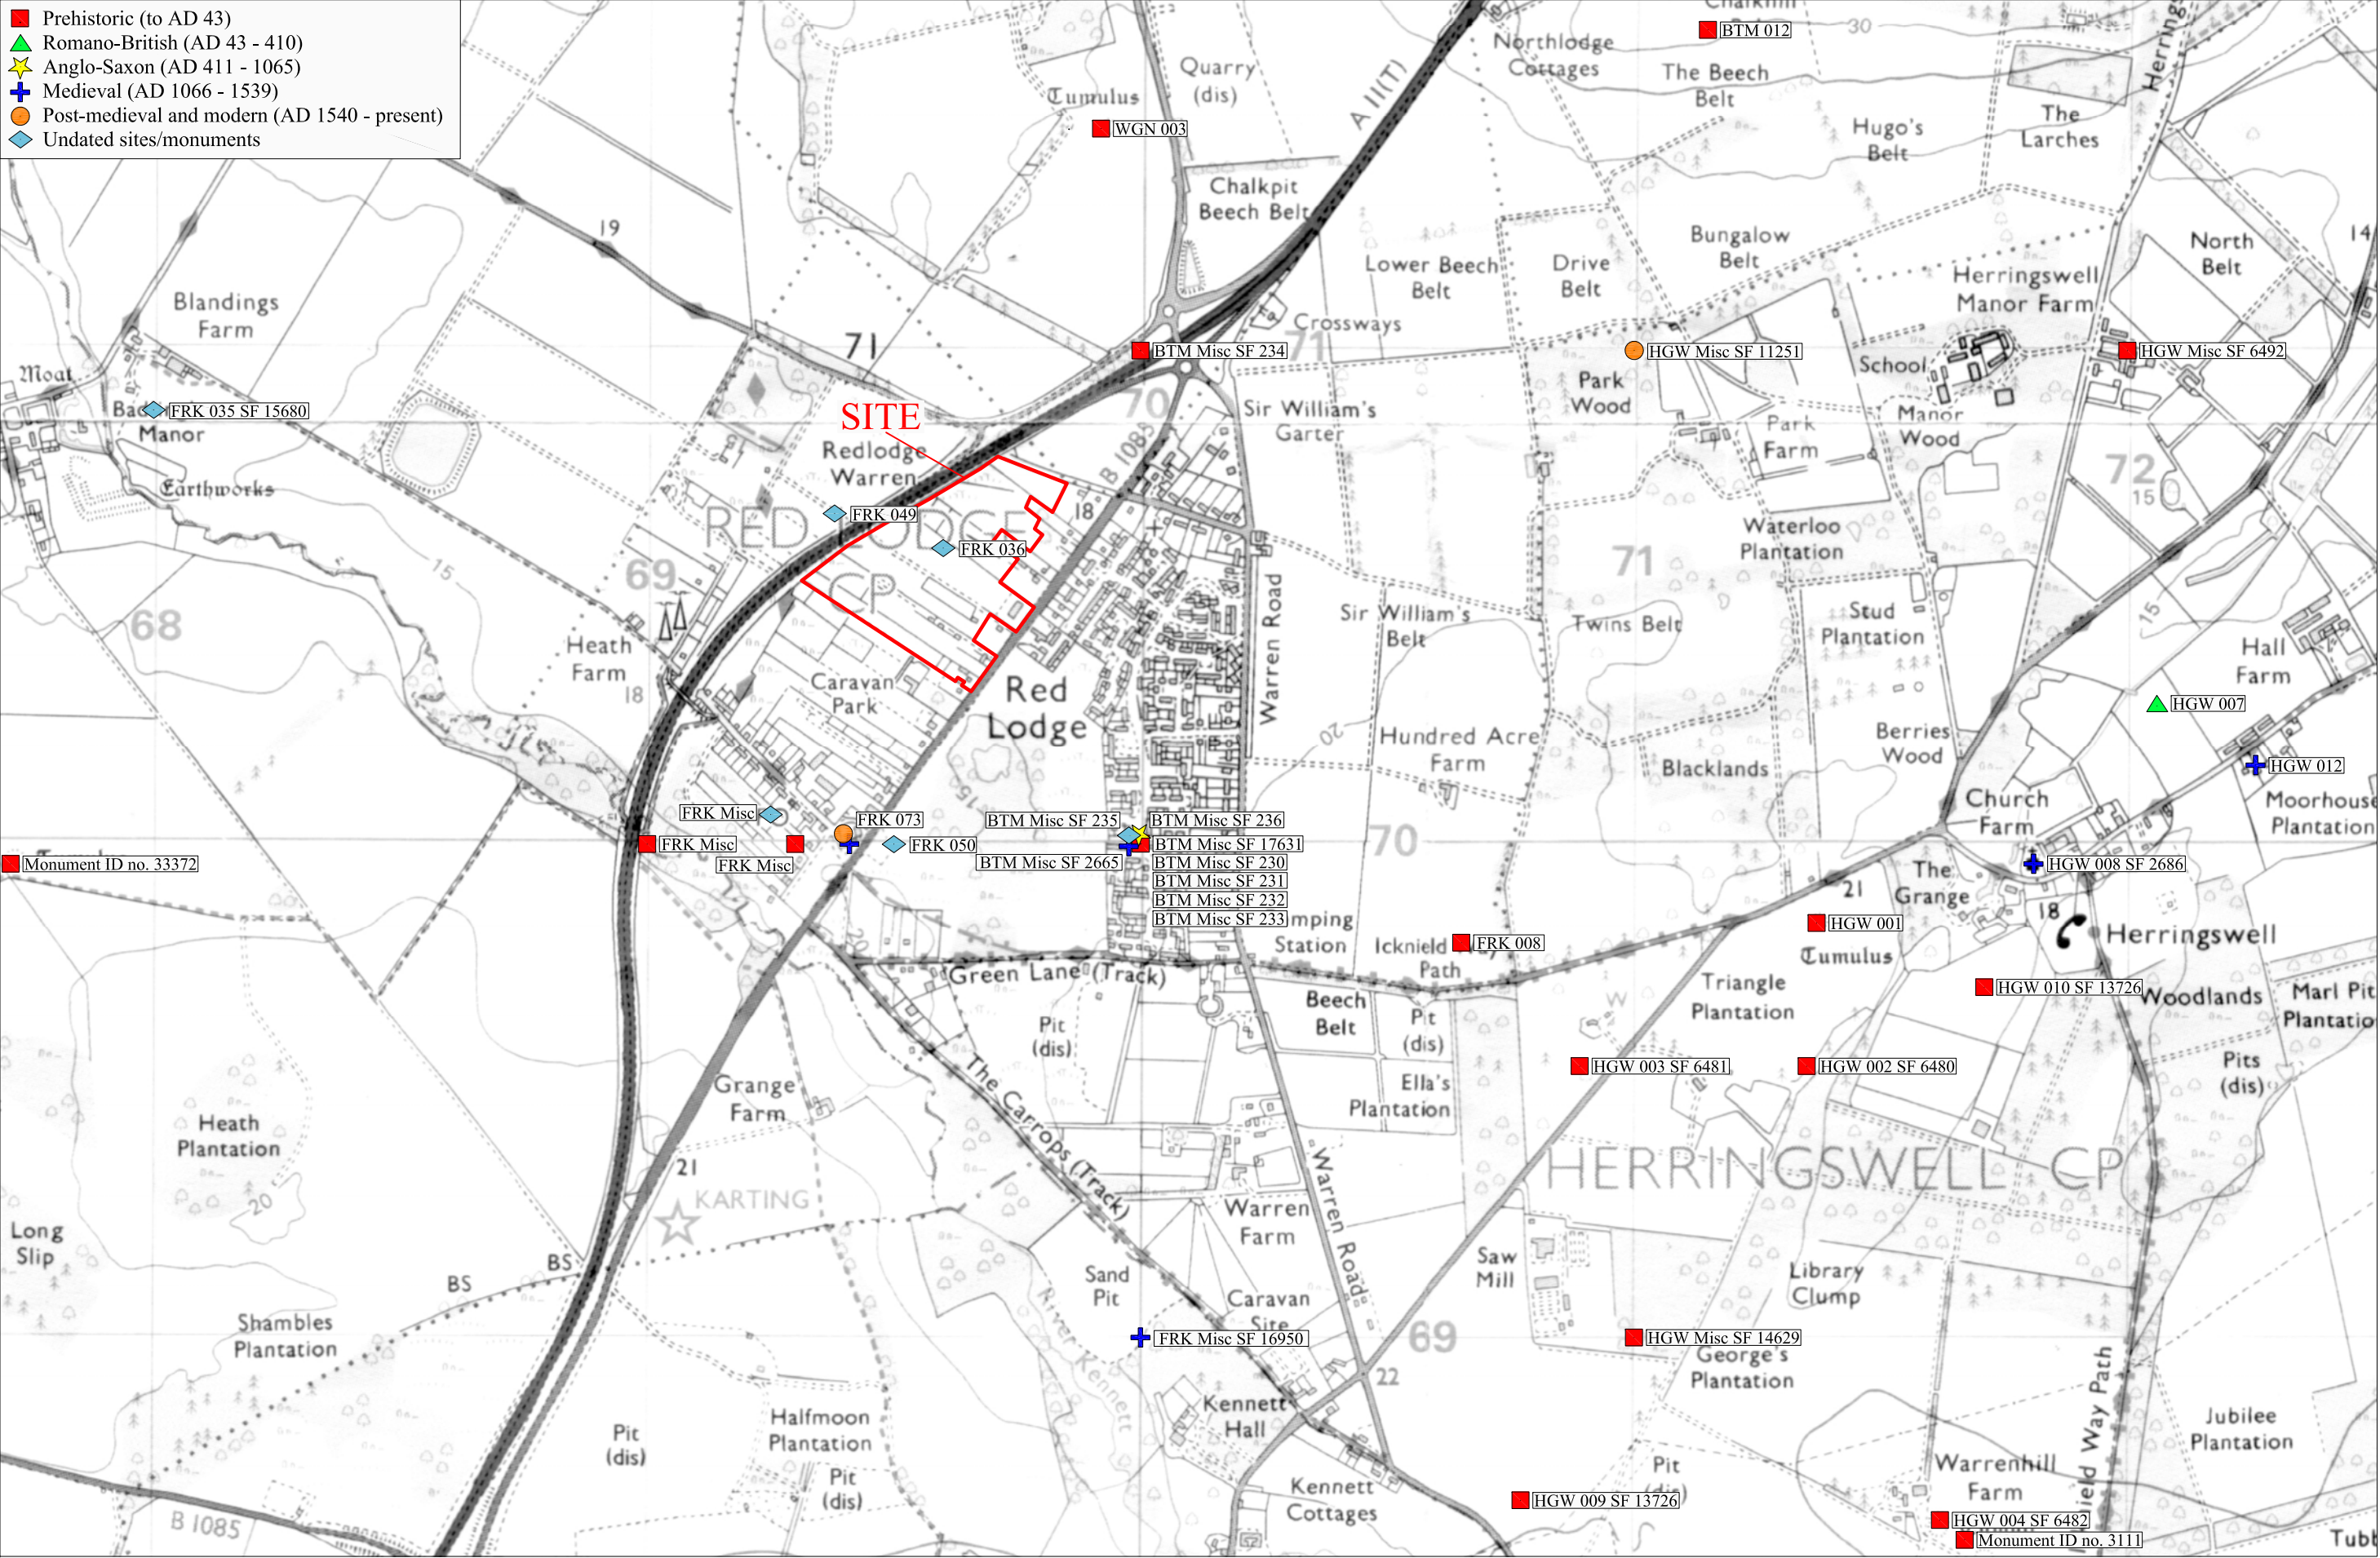 Prehistoric (to AD 43)
Romano-British (AD 43 - 410)
Anglo-Saxon (AD 411 - 1065)
Medieval (AD 1066 - 1539)
Post-medieval and modern (AD 1540 - present)
Undated sites/monuments
BTM 012
30
Northlodge
Cottages
The Beech
Belt
Quarry
(dis)
Tumulus
A 11(T)
WGN 003
Hugo's
Belt
The
Larches
Chalkpit
Beech Belt
19
Bungalow
Belt
North
Belt
14
Lower Beech
Belt
Drive
Belt
Herringswell
Manor Farm
Blandings
Farm
Crossways
71
71
BTM Misc SF 234
HGW Misc SF 11251
School
HGW Misc SF 6492
Moat
Park
Wood
70
FRK 035 SF 15680
Manor
SITE
Sir William's
Garter
Park
Farm
Manor
Wood
B 1085
Redlodge
Warren
72
15
Earthworks
FRK 049
18
RED LODGE
CP
FRK 036
Waterloo
Plantation
15
69
71
68
Warren Road
Sir William's
Belt
Twins Belt
Stud
Plantation
15
Heath
Farm
18
Hall
Farm
Caravan
Park
Red
Lodge
HGW 007
20
Hundred Acre
Farm
Berries
Wood
Blacklands
HGW 012
15
Church
Farm
Moorhouse
Plantation
FRK Misc
FRK 073
BTM Misc SF 235
BTM Misc SF 236
FRK Misc
FRK 050
BTM Misc SF 17631
70
FRK Misc
BTM Misc SF 2665
BTM Misc SF 230
Monument ID no. 33372
HGW 008 SF 2686
BTM Misc SF 231
The
Grange
21
BTM Misc SF 232
BTM Misc SF 233
18
HGW 001
Station
Icknield
Path
FRK 008
Herringswell
20
Tumulus
Green Lane (Track)
Triangle
Plantation
HGW 010 SF 13726
Woodlands
Marl Pit
Beech
Belt
Pit
(dis)
Pit
(dis)
W
HGW 003 SF 6481
HGW 002 SF 6480
Pits
(dis)
The Carrops (Track)
Ella's
Plantation
Grange
Farm
Heath
Plantation
21
HERRINGSWELL CP
KARTING
20
Warren Road
Warren
Farm
Long
Slip
BS
BS
Saw
Mill
Library
Clump
Sand
Pit
Caravan
Site
River Kennett
Shambles
Plantation
FRK Misc SF 16950
69
HGW Misc SF 14629
George's
Plantation
22
Kennett
Hall
Halfmoon
Plantation
Pit
(dis)
Jubilee
Plantation
Pit
(dis)
Pit
Warrenhill
Farm
Kennett
Cottages
HGW 009 SF 13726
HGW 004 SF 6482
B 1085
Monument ID no. 3111